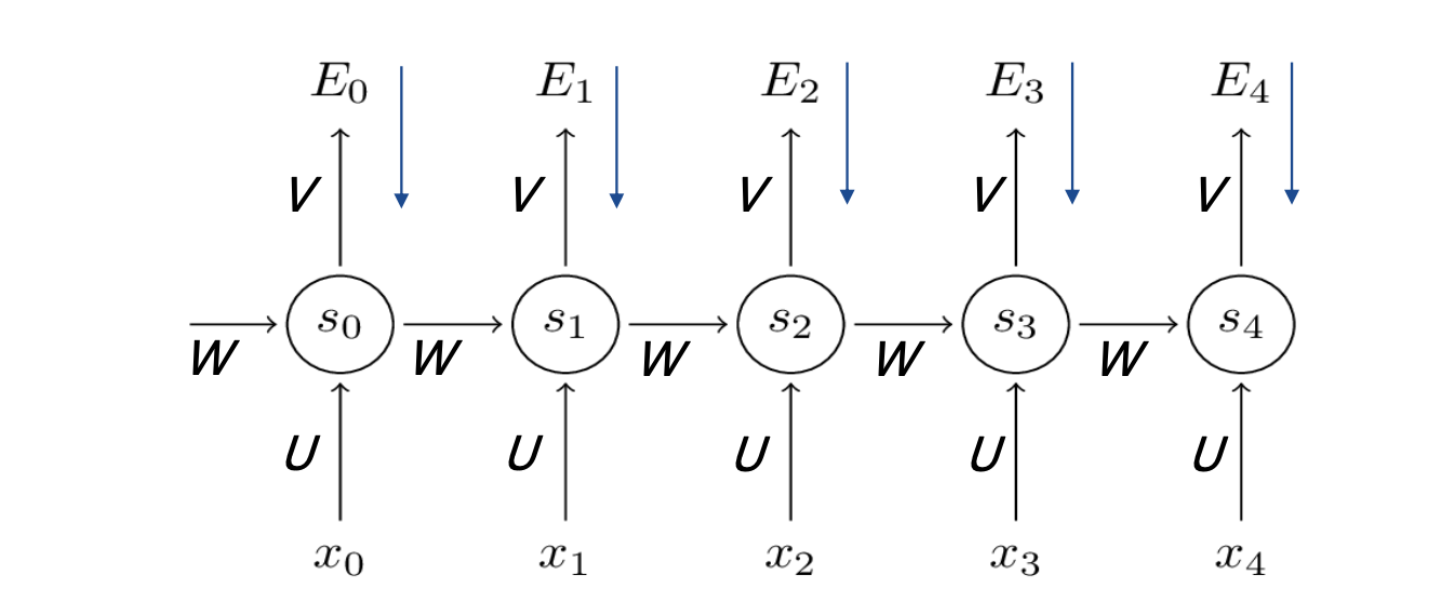 E₀ E₁ E₂ E₃ E₄
V V V V V
s₀ s₁ s₂ s₃ s₄
W W W W W
U U U U U
x₀ x₁ x₂ x₃ x₄